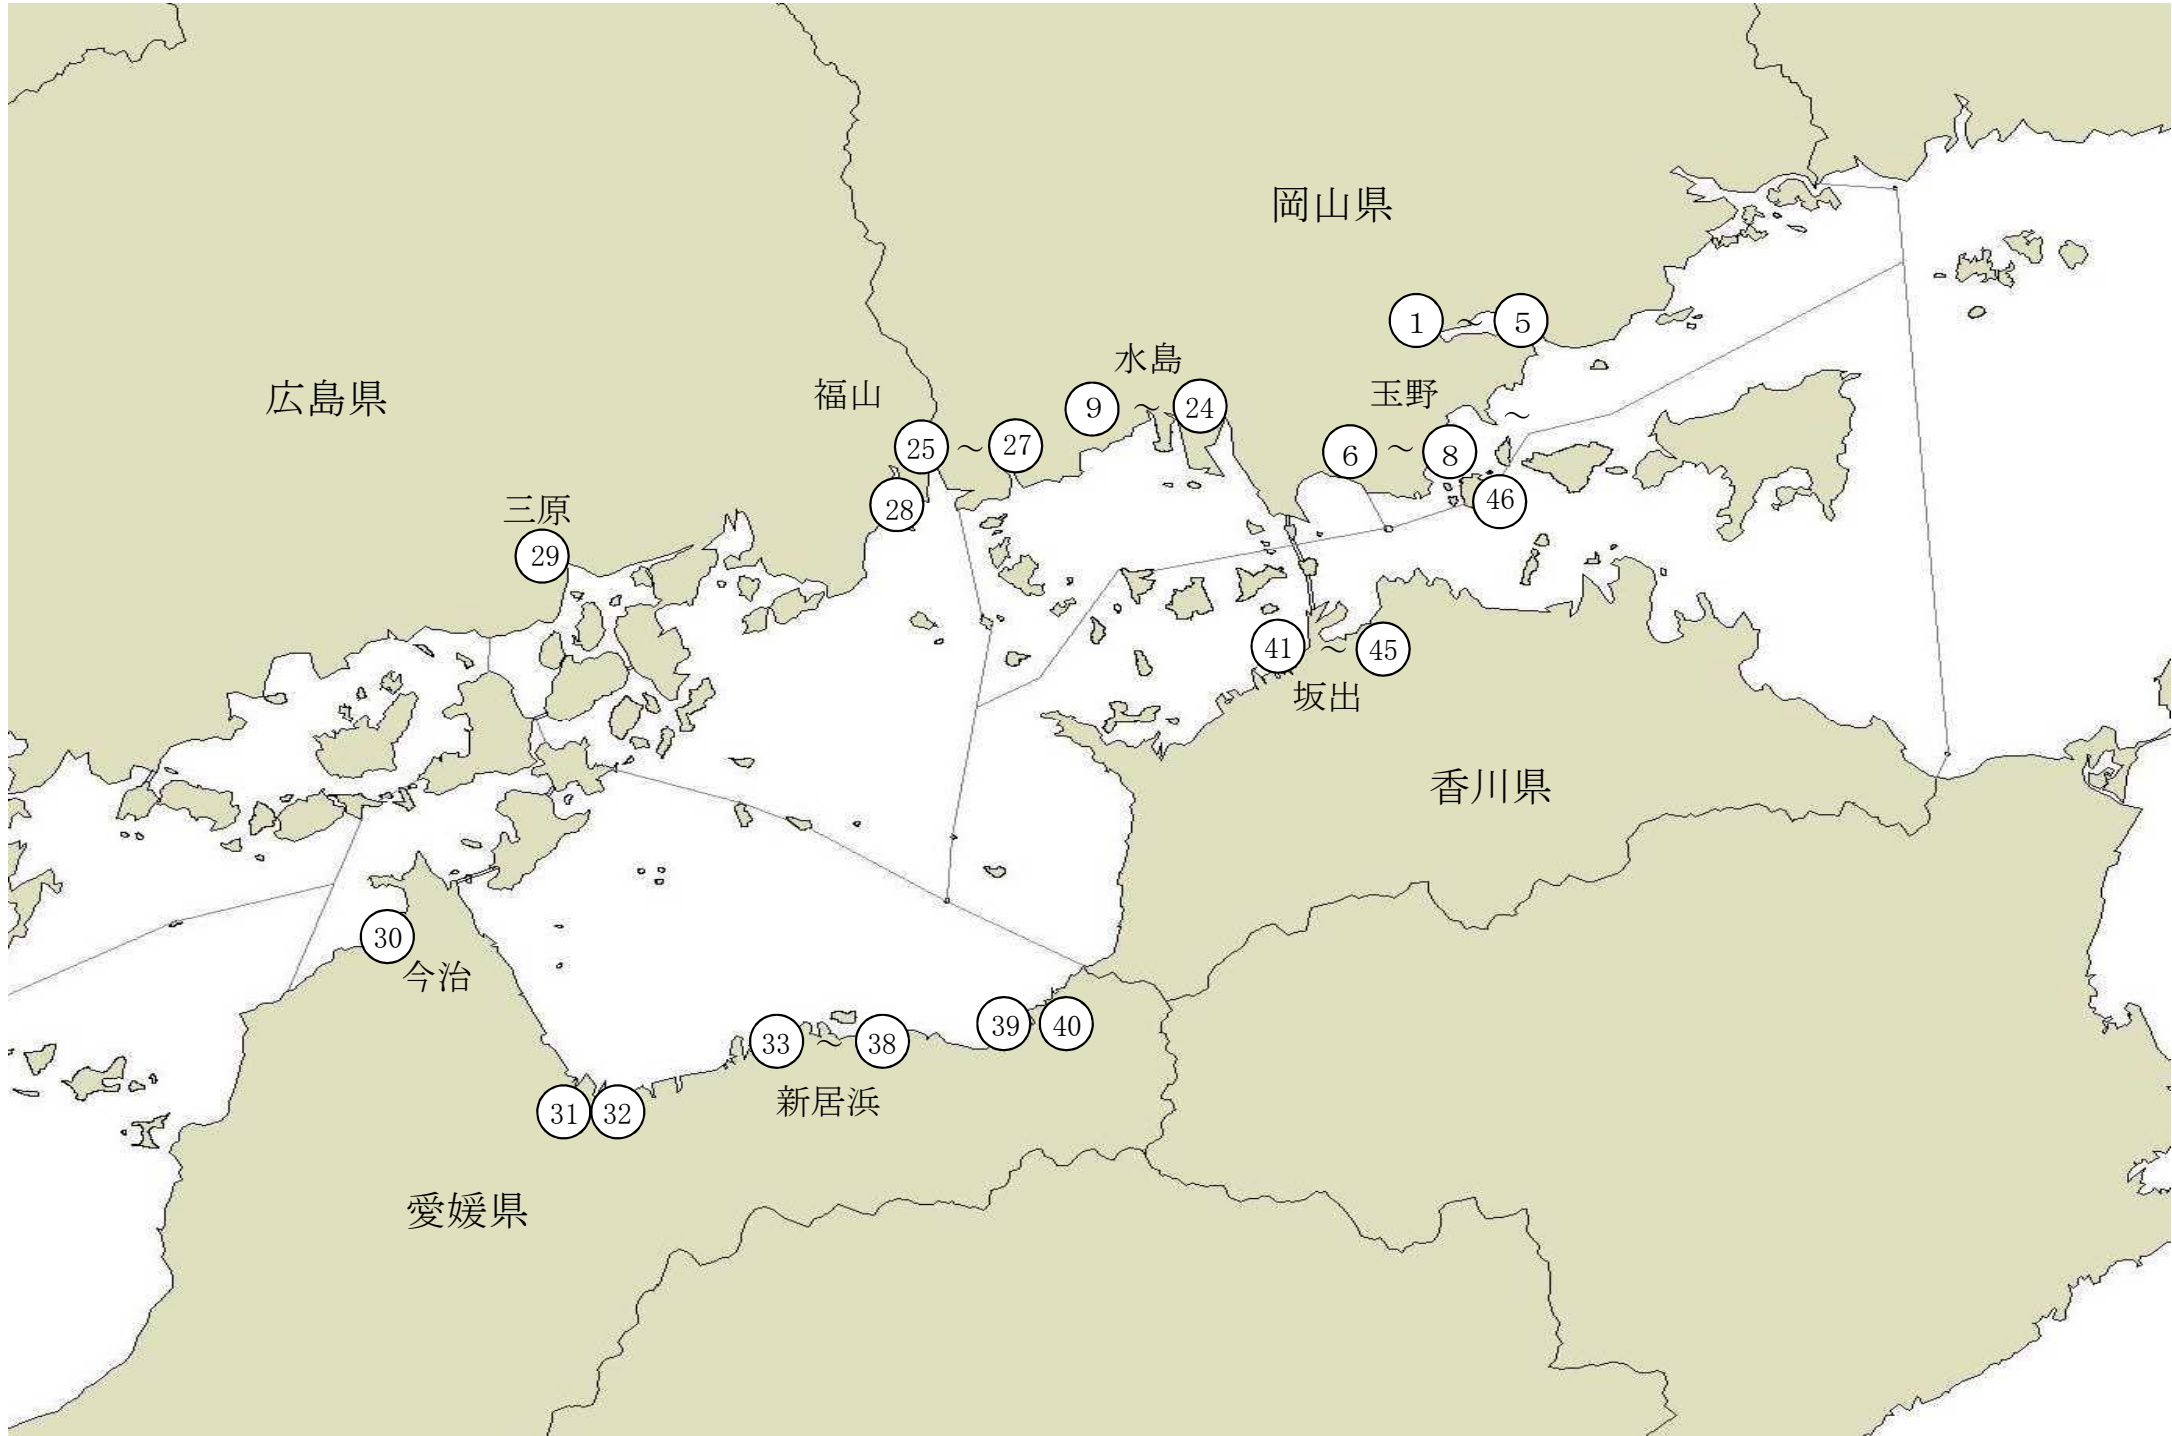 岡山県
1 ~ 5
水島
広島県
福山
9 ~ 24
玉野 ~
25 ~ 27
6 ~ 8
46
28
三原
29
41 ~ 45
坂出
香川県
30
今治
39 40
33 ~ 38
新居浜
31 32
愛媛県